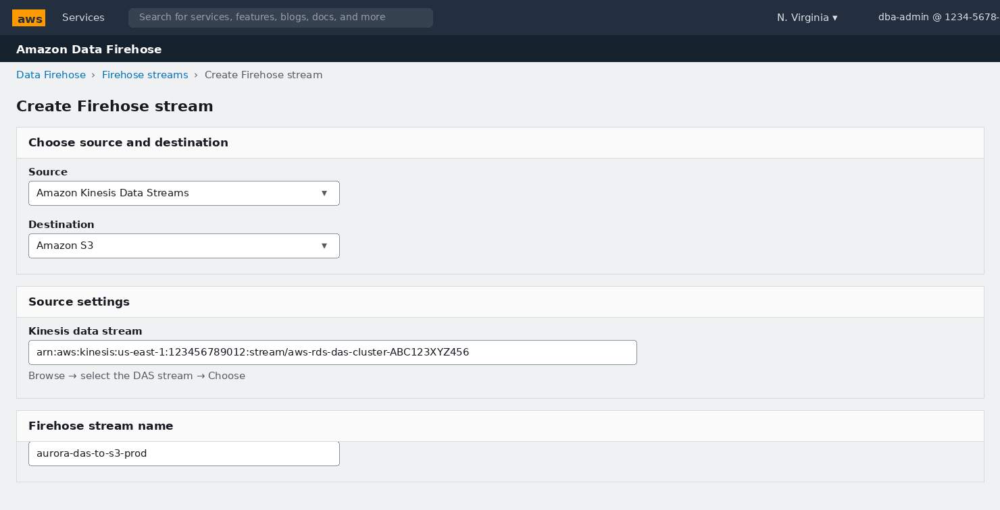 aws Services Search for services, features, blogs, docs, and more N. Virginia ▾ dba-admin @ 1234-5678-
Amazon Data Firehose
Data Firehose › Firehose streams › Create Firehose stream
Create Firehose stream
Choose source and destination
Source
Amazon Kinesis Data Streams ▼
Destination
Amazon S3 ▼
Source settings
Kinesis data stream
arn:aws:kinesis:us-east-1:123456789012:stream/aws-rds-das-cluster-ABC123XYZ456
Browse → select the DAS stream → Choose
Firehose stream name
aurora-das-to-s3-prod